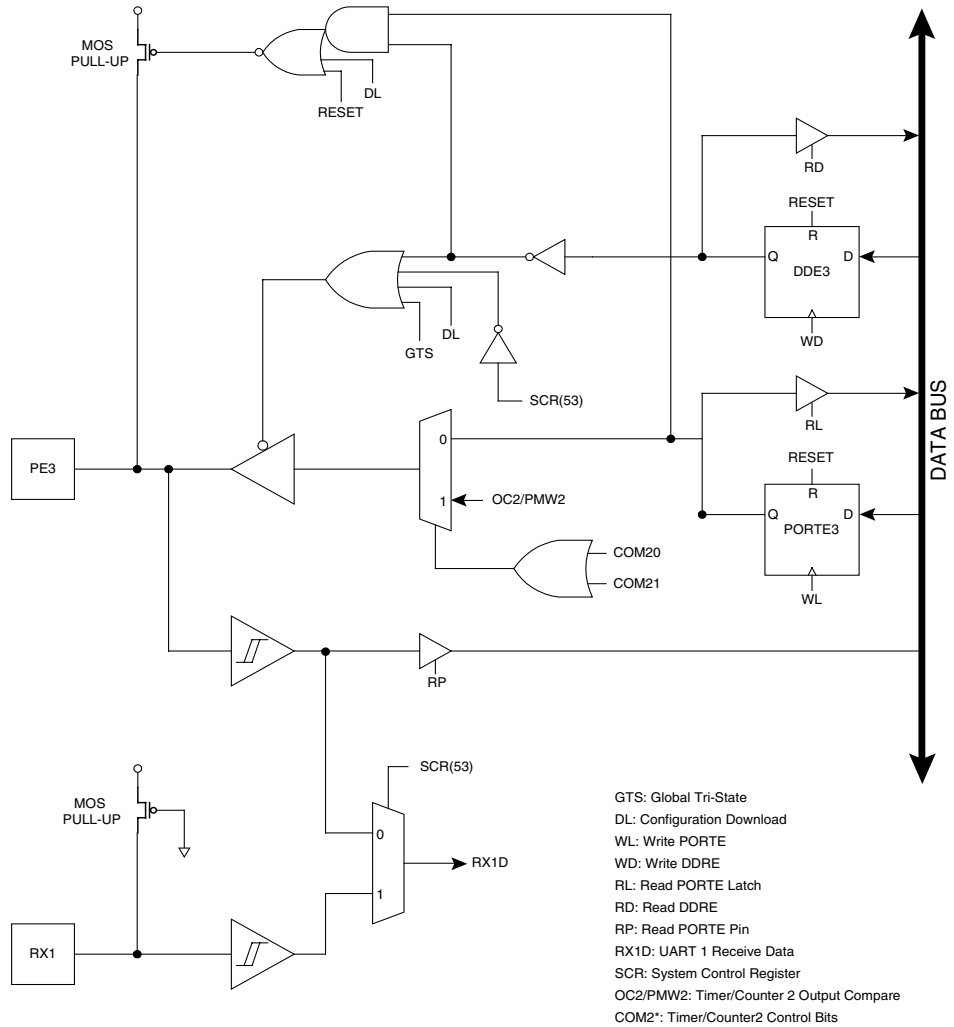 MOS
PULL-UP
DL
RESET
RD
RESET
R
Q
D
DDE3
WD
DL
GTS
SCR(53)
RL
0
PE3
RESET
R
1
OC2/PMW2
Q
D
PORTE3
COM20
COM21
WL
DATA BUS
RP
SCR(53)
MOS
PULL-UP
0
RX1D
1
RX1
GTS: Global Tri-State
DL: Configuration Download
WL: Write PORTE
WD: Write DDRE
RL: Read PORTE Latch
RD: Read DDRE
RP: Read PORTE Pin
RX1D: UART 1 Receive Data
SCR: System Control Register
OC2/PMW2: Timer/Counter 2 Output Compare
COM2*: Timer/Counter2 Control Bits